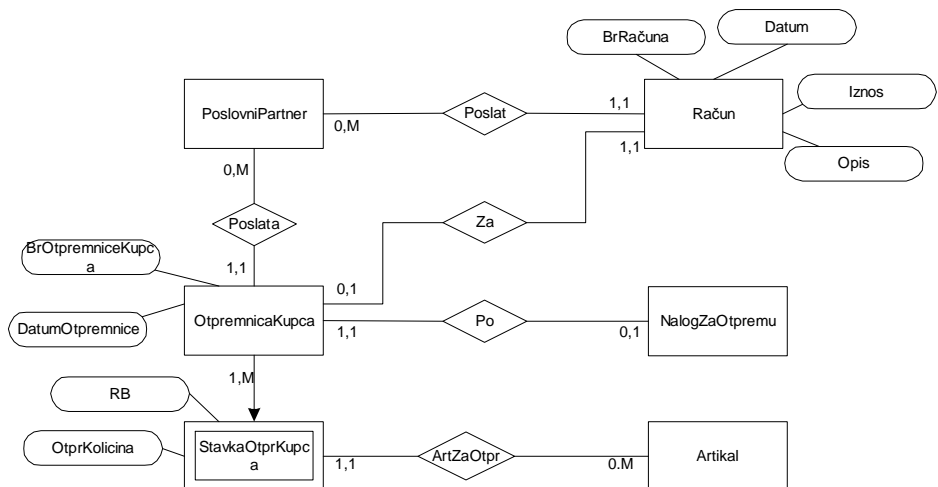 Datum
BrRačuna
Iznos
PoslovniPartner
Poslat
Račun
0,M
1,1
1,1
Opis
0,M
Poslata
Za
BrOtpremniceKupc
a
1,1
0,1
DatumOtpremnice
OtpremnicaKupca
1,1
Po
0,1
NalogZaOtpremu
1,M
RB
OtprKolicina
StavkaOtprKupc
a
1,1
ArtZaOtpr
0.M
Artikal